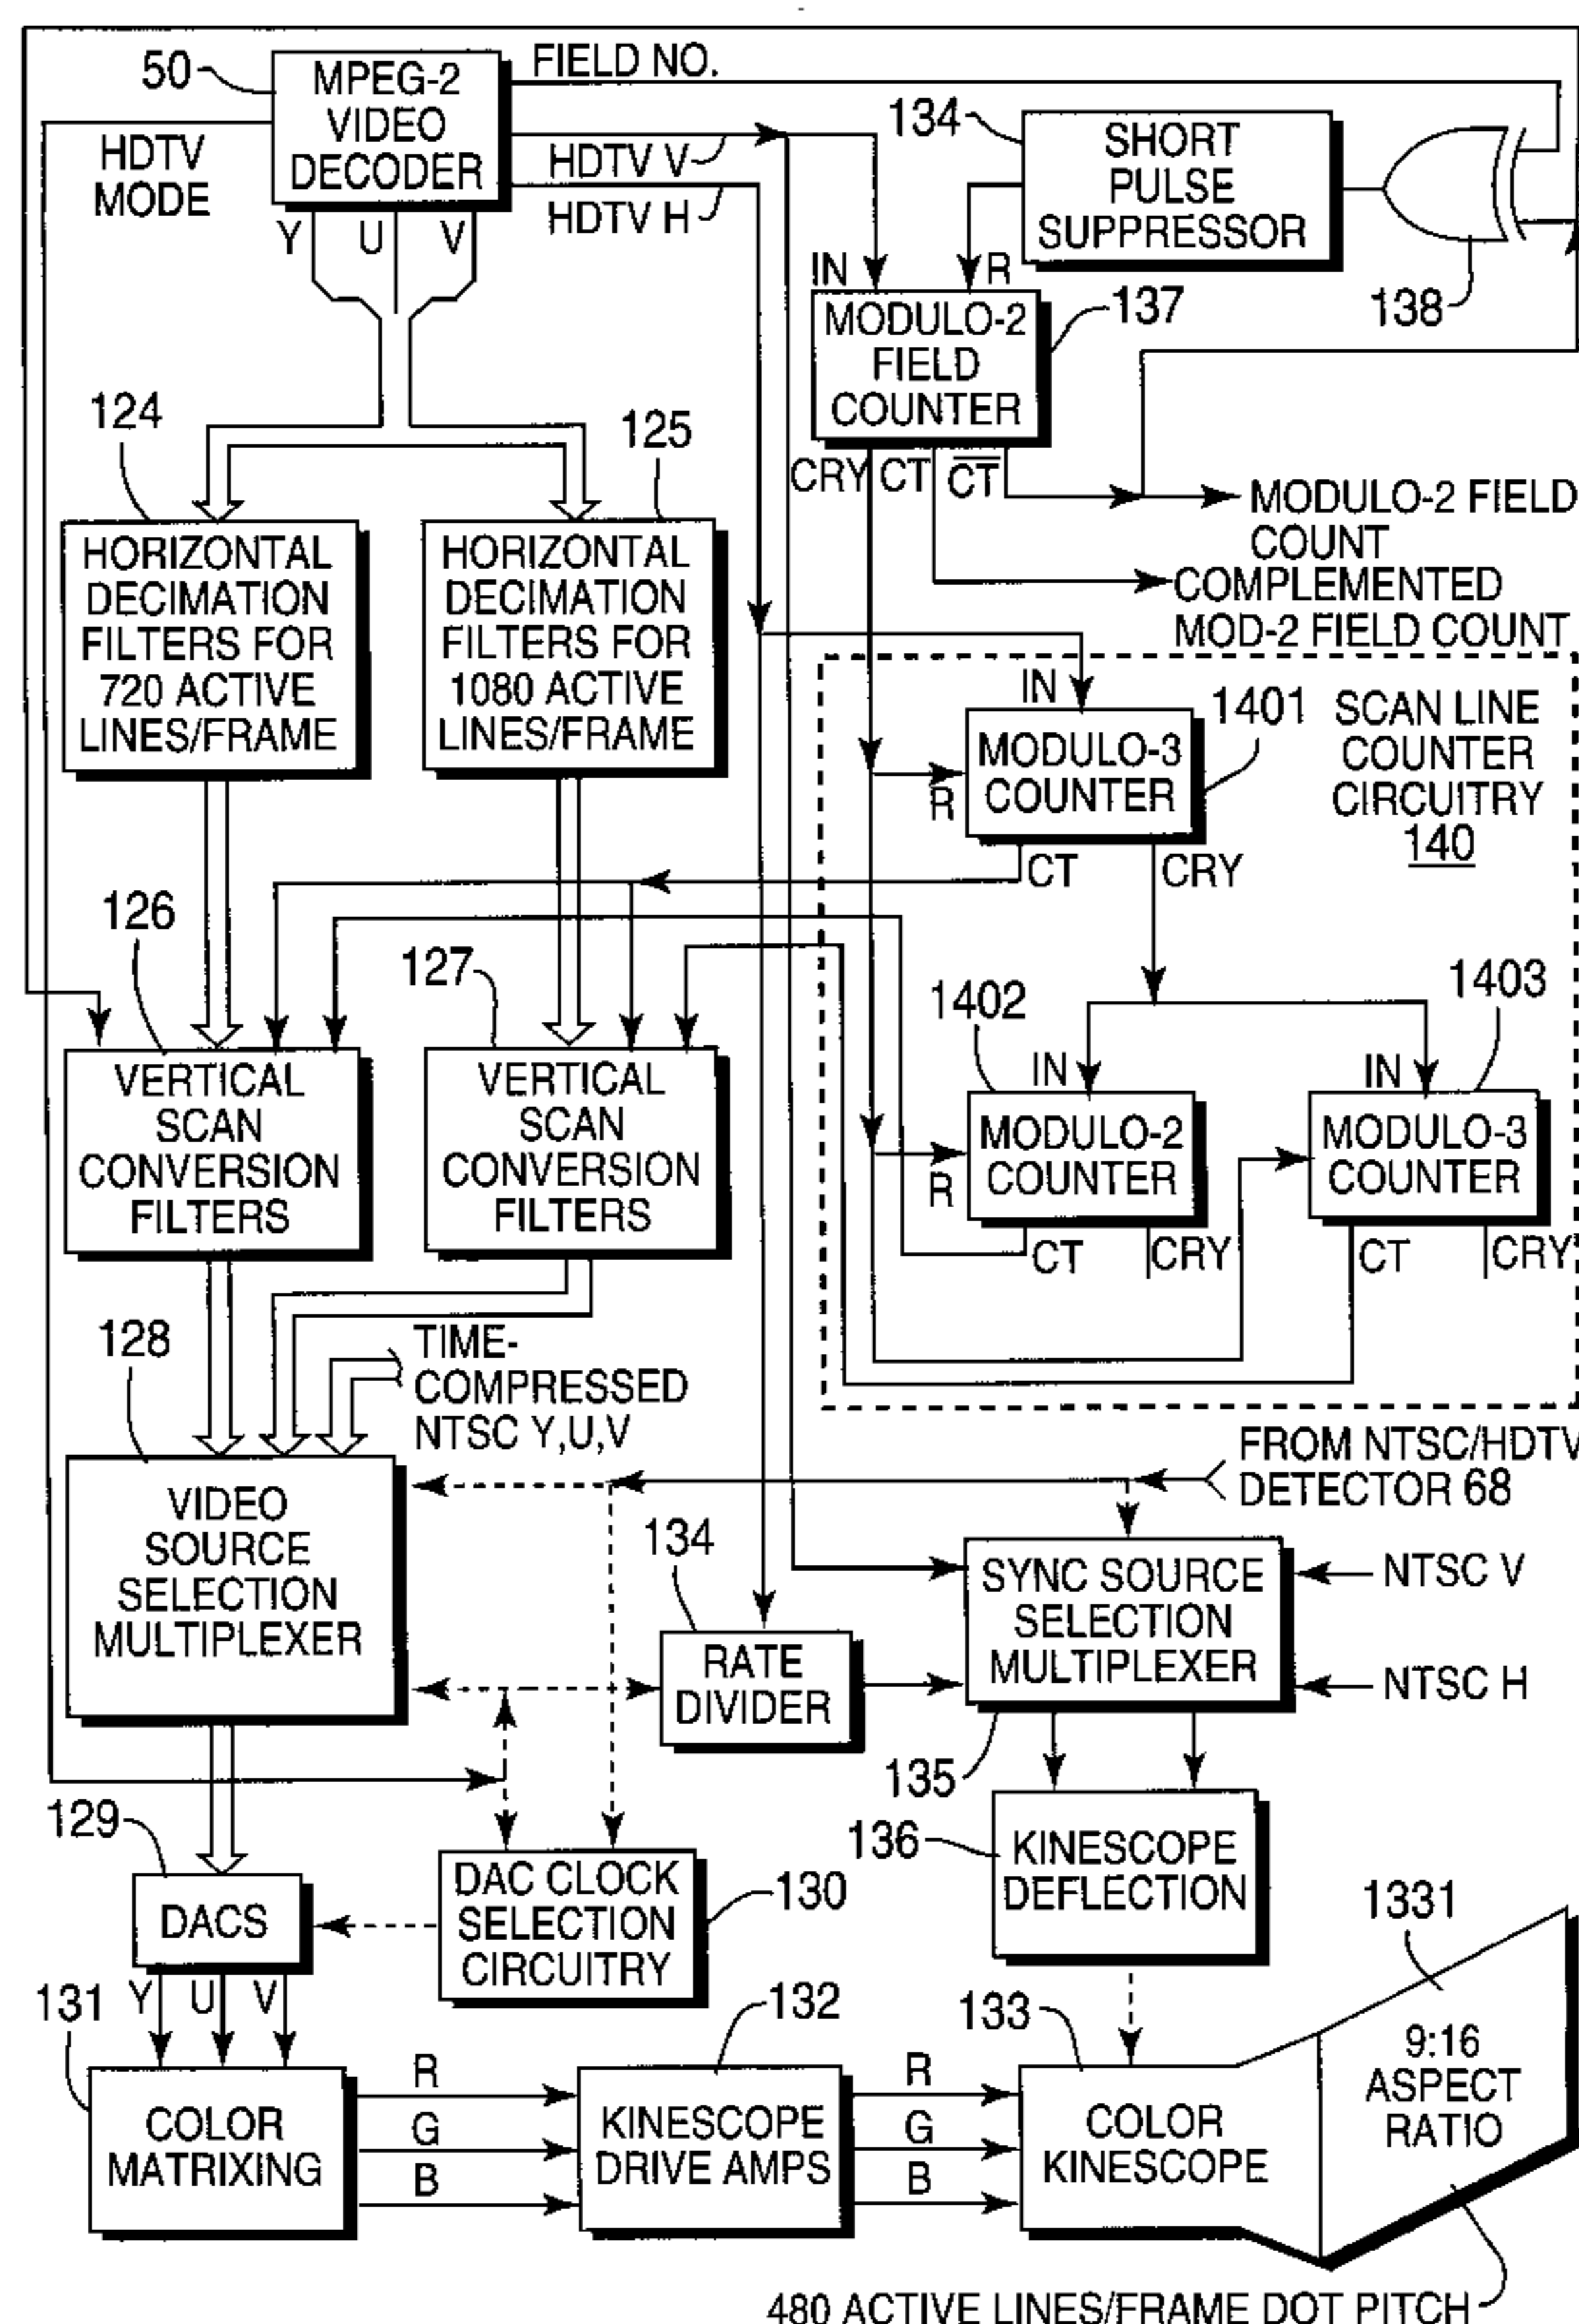 FIELD NO.
50
MPEG-2
VIDEO
DECODER
HDTV
MODE
HDTV V
HDTV H
Y U V
134
SHORT
PULSE
SUPPRESSOR
138
IN R
MODULO-2
FIELD
COUNTER
137
CRY CT CT
MODULO-2 FIELD
COUNT
COMPLEMENTED
MOD-2 FIELD COUNT
124
HORIZONTAL
DECIMATION
FILTERS FOR
720 ACTIVE
LINES/FRAME
125
HORIZONTAL
DECIMATION
FILTERS FOR
1080 ACTIVE
LINES/FRAME
IN
R
MODULO-3
COUNTER
1401
SCAN LINE
COUNTER
CIRCUITRY
140
CT CRY
126
VERTICAL
SCAN
CONVERSION
FILTERS
127
VERTICAL
SCAN
CONVERSION
FILTERS
1402
IN
R
MODULO-2
COUNTER
CT CRY
1403
IN
MODULO-3
COUNTER
CT CRY
128
TIME-
COMPRESSED
NTSC Y,U,V
VIDEO
SOURCE
SELECTION
MULTIPLEXER
FROM NTSC/HDTV
DETECTOR 68
134
RATE
DIVIDER
SYNC SOURCE
SELECTION
MULTIPLEXER
NTSC V
NTSC H
135
129
DACS
DAC CLOCK
SELECTION
CIRCUITRY
130
136
KINESCOPE
DEFLECTION
1331
Y U V
131
COLOR
MATRIXING
R
G
B
132
KINESCOPE
DRIVE AMPS
R
G
B
133
COLOR
KINESCOPE
9:16
ASPECT
RATIO
480 ACTIVE LINES/FRAME DOT PITCH